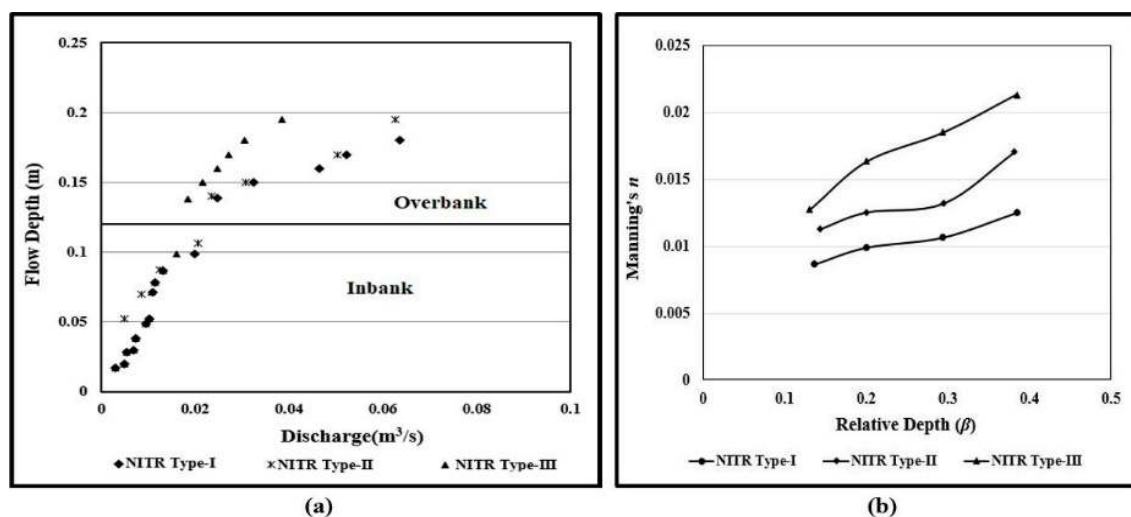 0.25
0.2
0.15
0.1
0.05
0
Flow Depth (m)
Overbank
Inbank
0 0.02 0.04 0.06 0.08 0.1
Discharge(m³/s)
NITR Type-I NITR Type-II NITR Type-III
(a)
0.025
0.02
0.015
0.01
0.005
0
Manning's n
0 0.1 0.2 0.3 0.4 0.5
Relative Depth (β)
NITR Type-I NITR Type-II NITR Type-III
(b)